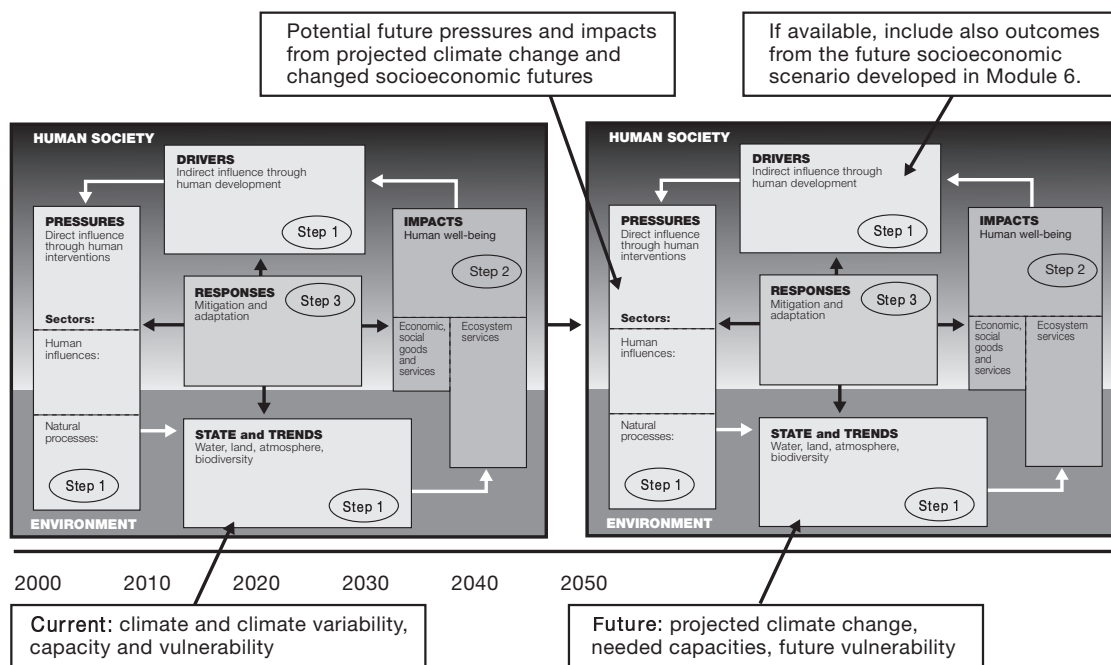 Potential future pressures and impacts
from projected climate change and
changed socioeconomic futures
If available, include also outcomes
from the future socioeconomic
scenario developed in Module 6.
HUMAN SOCIETY
DRIVERS
Indirect influence through
human development
Step 1
PRESSURES
Direct influence
through human
interventions
Sectors:
Human
influences:
Natural
processes:
Step 1
IMPACTS
Human well-being
Step 2
Economic,
social
goods
and
services
Ecosystem
services
RESPONSES
Mitigation and
adaptation
Step 3
STATE and TRENDS
Water, land, atmosphere,
biodiversity
Step 1
ENVIRONMENT
HUMAN SOCIETY
DRIVERS
Indirect influence through
human development
Step 1
PRESSURES
Direct influence
through human
interventions
Sectors:
Human
influences:
Natural
processes:
Step 1
IMPACTS
Human well-being
Step 2
Economic,
social
goods
and
services
Ecosystem
services
RESPONSES
Mitigation and
adaptation
Step 3
STATE and TRENDS
Water, land, atmosphere,
biodiversity
Step 1
ENVIRONMENT
2000 2010 2020 2030 2040 2050
Current: climate and climate variability,
capacity and vulnerability
Future: projected climate change,
needed capacities, future vulnerability